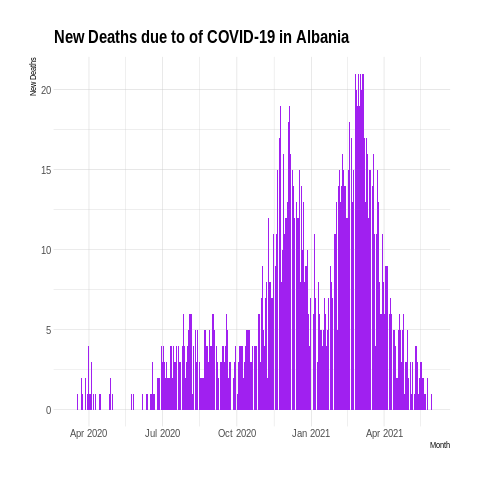 New Deaths due to of COVID-19 in Albania
New Deaths
20
15
10
5
0
Apr 2020 Jul 2020 Oct 2020 Jan 2021 Apr 2021
Month